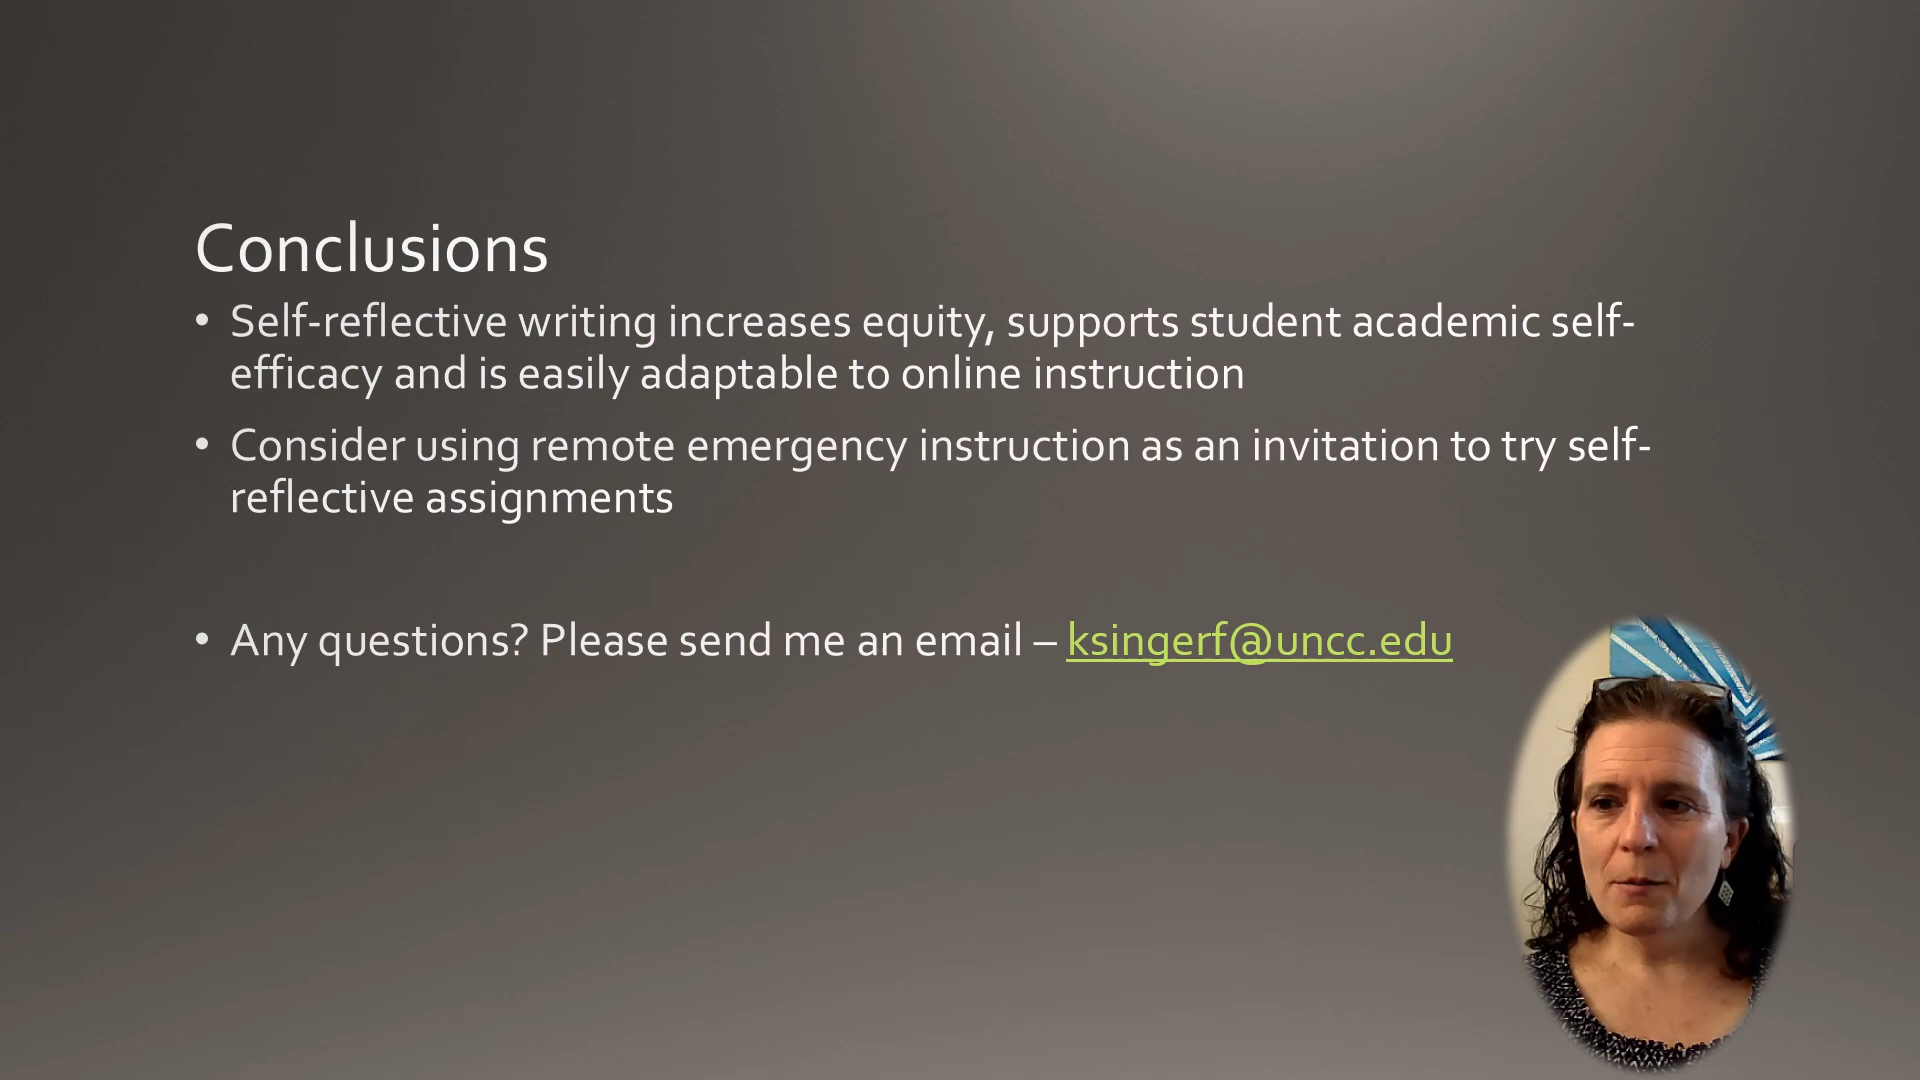 Conclusions
• Self-reflective writing increases equity, supports student academic self-
efficacy and is easily adaptable to online instruction
• Consider using remote emergency instruction as an invitation to try self-
reflective assignments
• Any questions? Please send me an email – ksingerf@uncc.edu